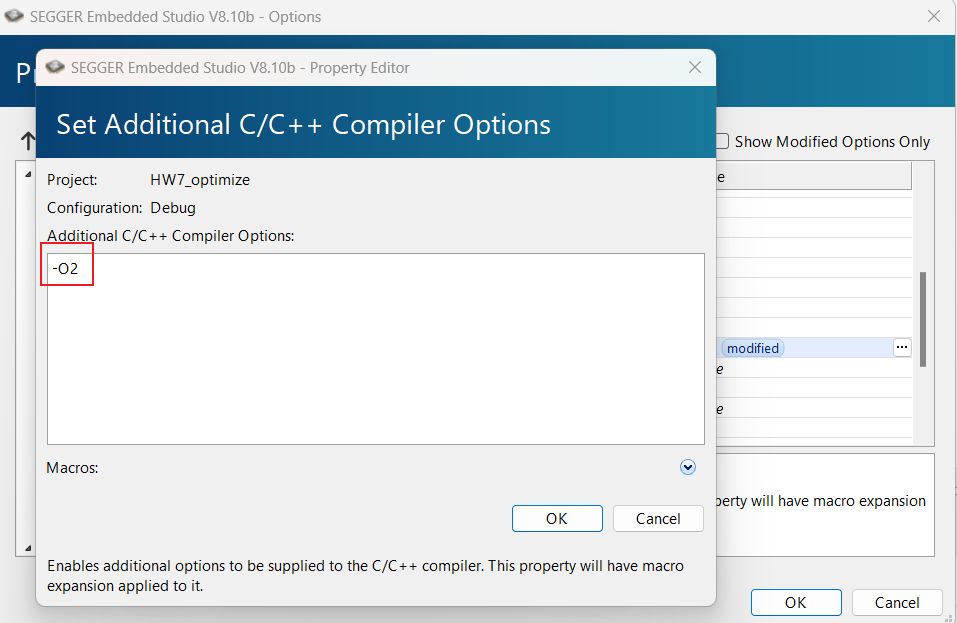 SEGGER Embedded Studio V8.10b - Options
SEGGER Embedded Studio V8.10b - Property Editor
Set Additional C/C++ Compiler Options
Show Modified Options Only
Project: HW7_optimize
Configuration: Debug
Additional C/C++ Compiler Options:
-O2
modified
...
Macros:
perty will have macro expansion
OK Cancel
Enables additional options to be supplied to the C/C++ compiler. This property will have macro
expansion applied to it.
OK Cancel